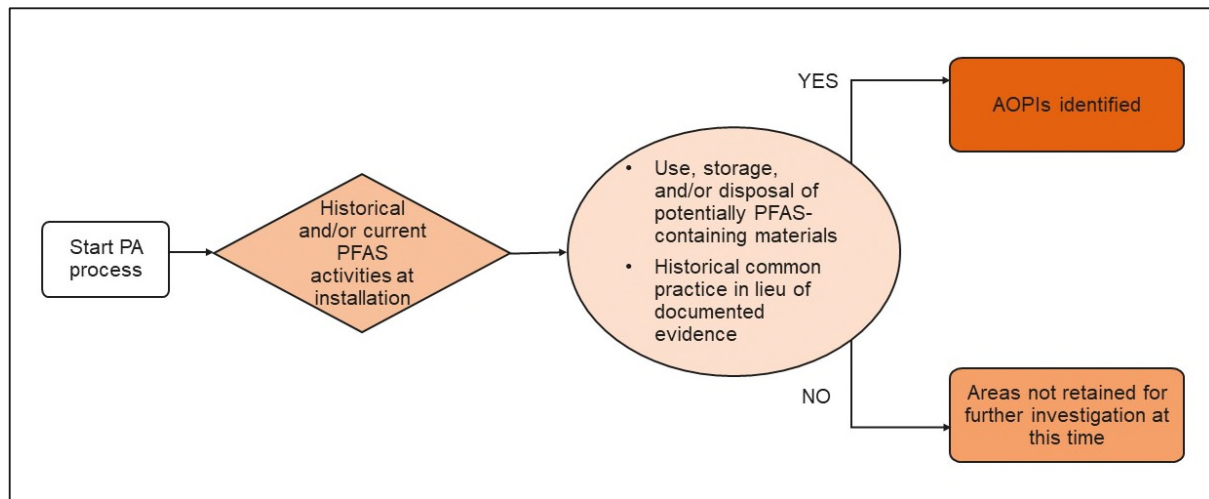 Start PA
process
Historical
and/or current
PFAS
activities at
installation
• Use, storage,
and/or disposal of
potentially PFAS-
containing materials
• Historical common
practice in lieu of
documented
evidence
YES
AOPIs identified
NO
Areas not retained for
further investigation at
this time